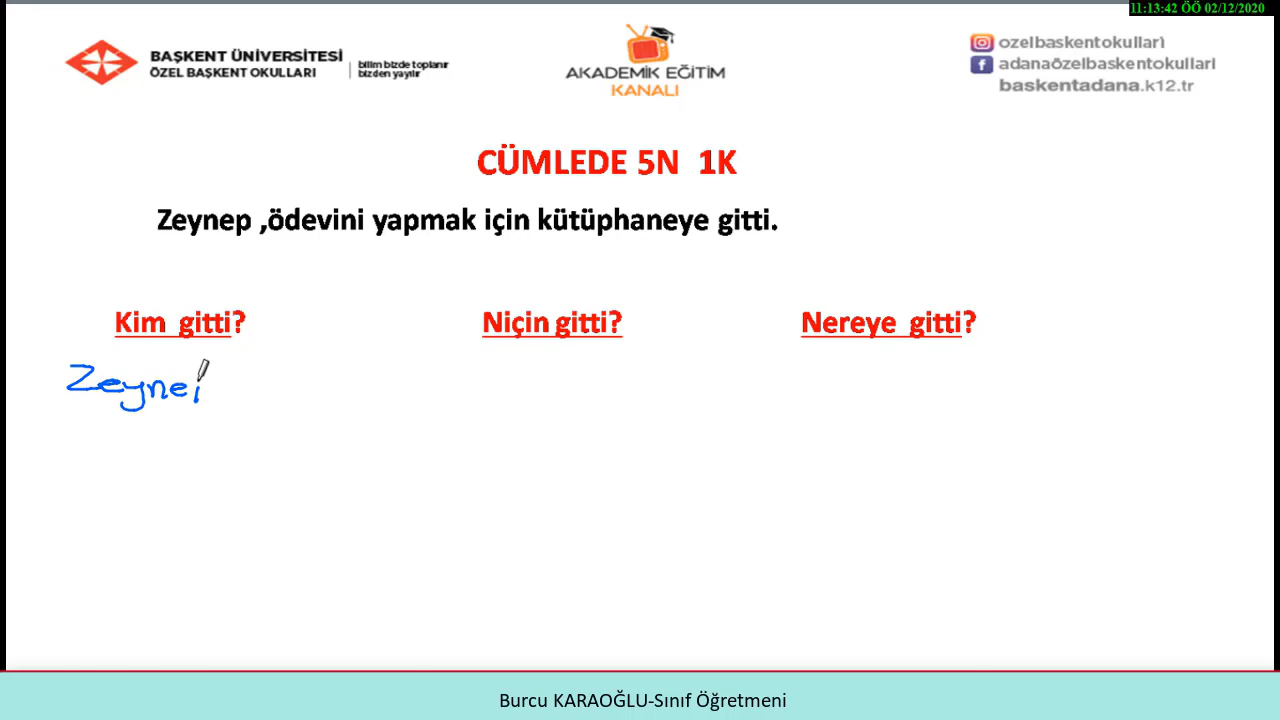 11:13:42 ÖÖ 02/12/2020
BAŞKENT ÜNİVERSİTESİ
ÖZEL BAŞKENT OKULLARI
bilim bizde toplanır
bizden yayılır
AKADEMİK EĞİTİM
KANALI
ozelbaskentokullari
adanaözelbaskentokullari
baskentadana.k12.tr
CÜMLEDE 5N 1K
Zeynep ,ödevini yapmak için kütüphaneye gitti.
Kim gitti? Niçin gitti? Nereye gitti?
Zeynei
Burcu KARAOĞLU-Sınıf Öğretmeni